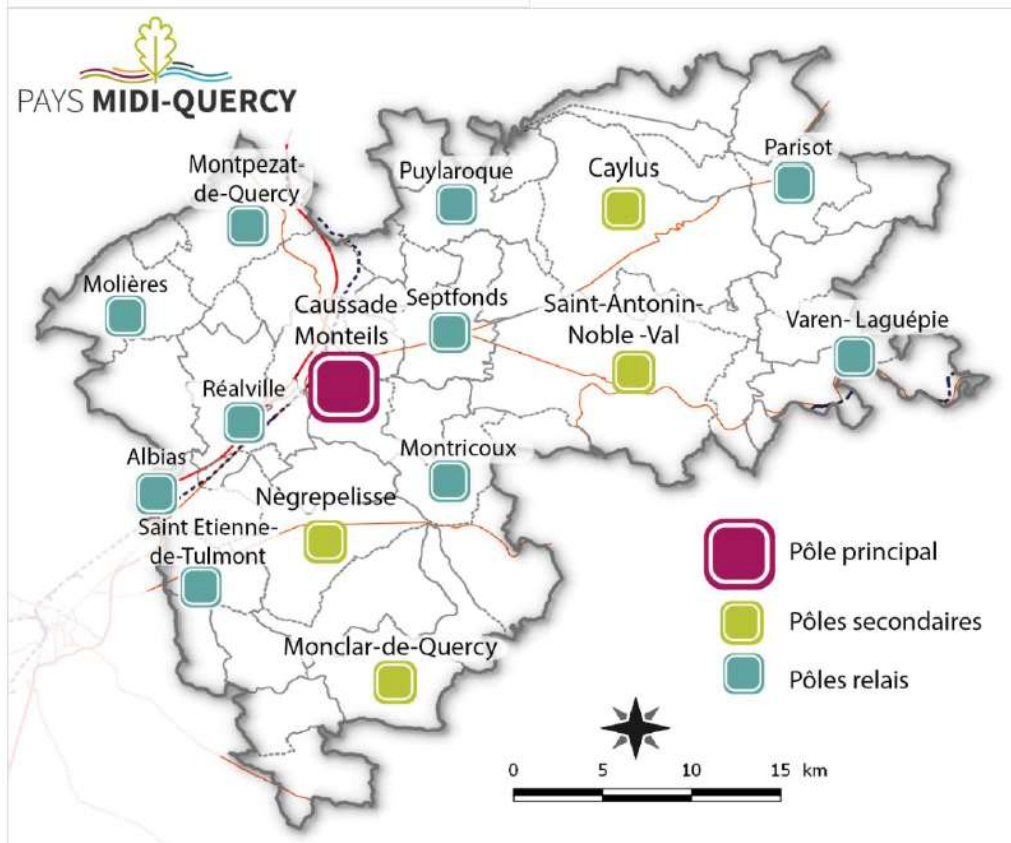 PAYS MIDI-QUERCY
Montpezat-
de-Quercy
Puylaroque
Caylus
Parisot
Molières
Caussade
Monteils
Septfonds
Saint-Antonin-
Noble -Val
Varen- Laguépie
Réalville
Albias
Montricoux
Nègrepelisse
Saint Etienne-
de-Tulmont
Monclar-de-Quercy
Pôle principal
Pôles secondaires
Pôles relais
0 5 10 15 km